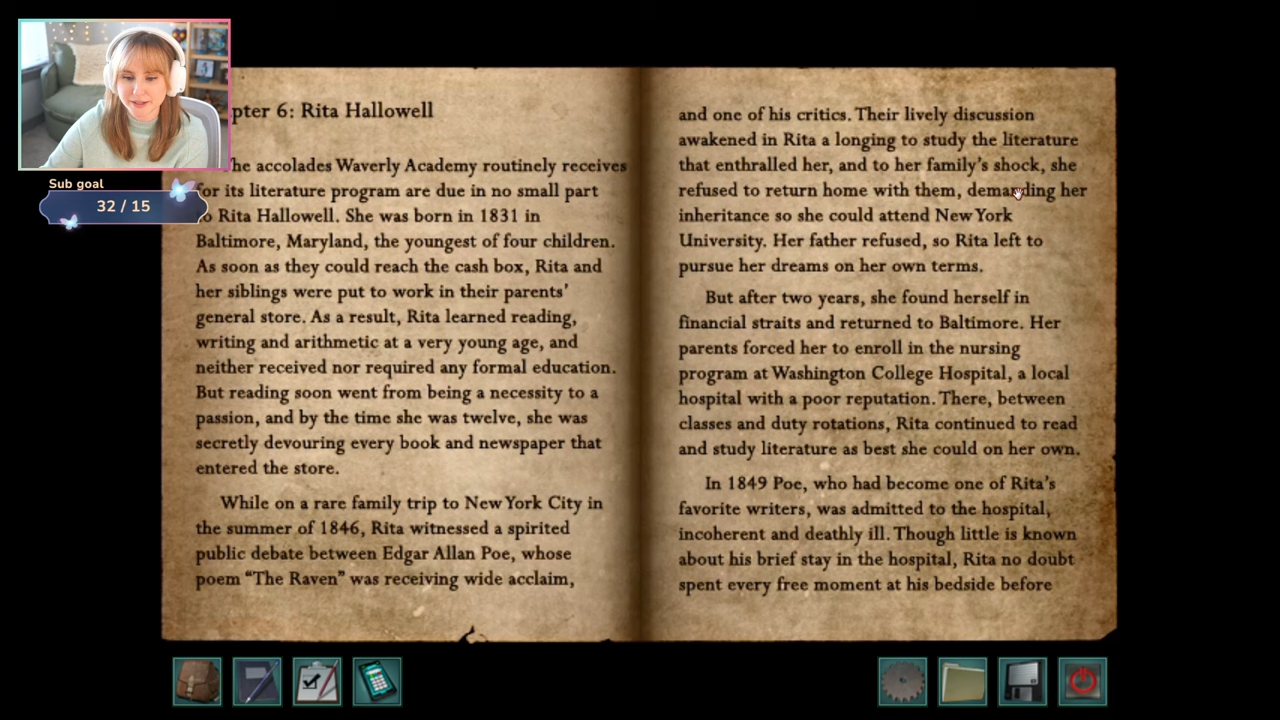 Sub goal
32 / 15
pter 6: Rita Hallowell
he accolades Waverly Academy routinely receives
for its literature program are due in no small part
o Rita Hallowell. She was born in 1831 in
Baltimore, Maryland, the youngest of four children.
As soon as they could reach the cash box, Rita and
her siblings were put to work in their parents'
general store. As a result, Rita learned reading,
writing and arithmetic at a very young age, and
neither received nor required any formal education.
But reading soon went from being a necessity to a
passion, and by the time she was twelve, she was
secretly devouring every book and newspaper that
entered the store.
While on a rare family trip to New York City in
the summer of 1846, Rita witnessed a spirited
public debate between Edgar Allan Poe, whose
poem “The Raven” was receiving wide acclaim,
and one of his critics. Their lively discussion
awakened in Rita a longing to study the literature
that enthralled her, and to her family's shock, she
refused to return home with them, demanding her
inheritance so she could attend New York
University. Her father refused, so Rita left to
pursue her dreams on her own terms.
But after two years, she found herself in
financial straits and returned to Baltimore. Her
parents forced her to enroll in the nursing
program at Washington College Hospital, a local
hospital with a poor reputation. There, between
classes and duty rotations, Rita continued to read
and study literature as best she could on her own.
In 1849 Poe, who had become one of Rita's
favorite writers, was admitted to the hospital,
incoherent and deathly ill. Though little is known
about his brief stay in the hospital, Rita no doubt
spent every free moment at his bedside before